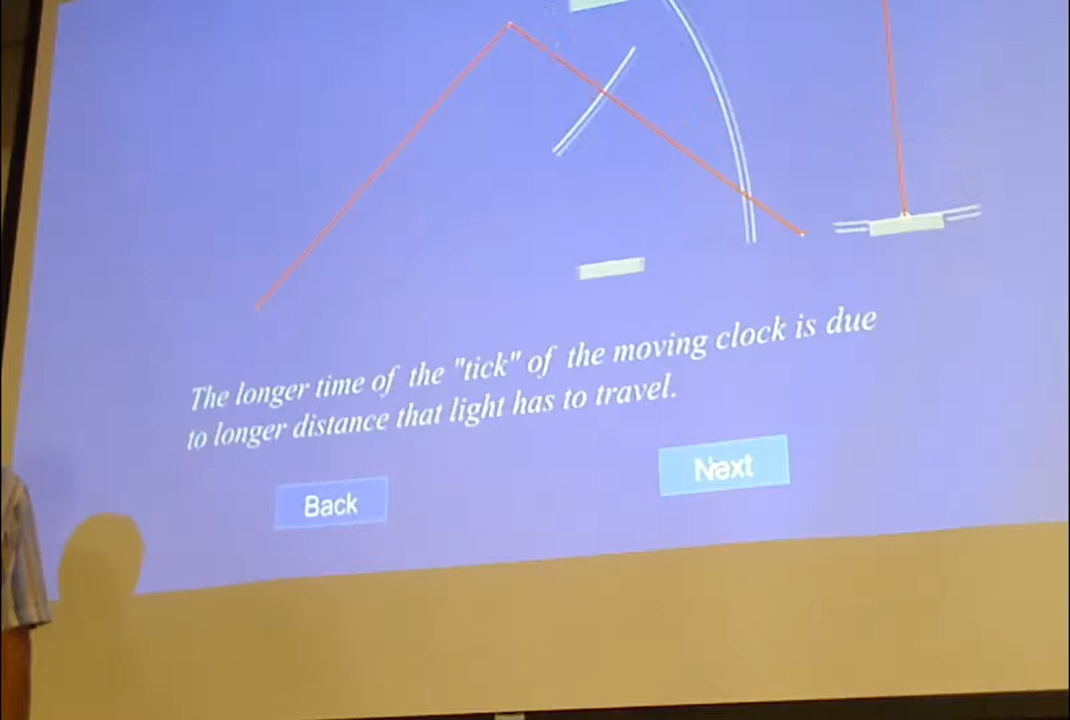 The longer time of the "tick" of the moving clock is due
to longer distance that light has to travel.
Back
Next